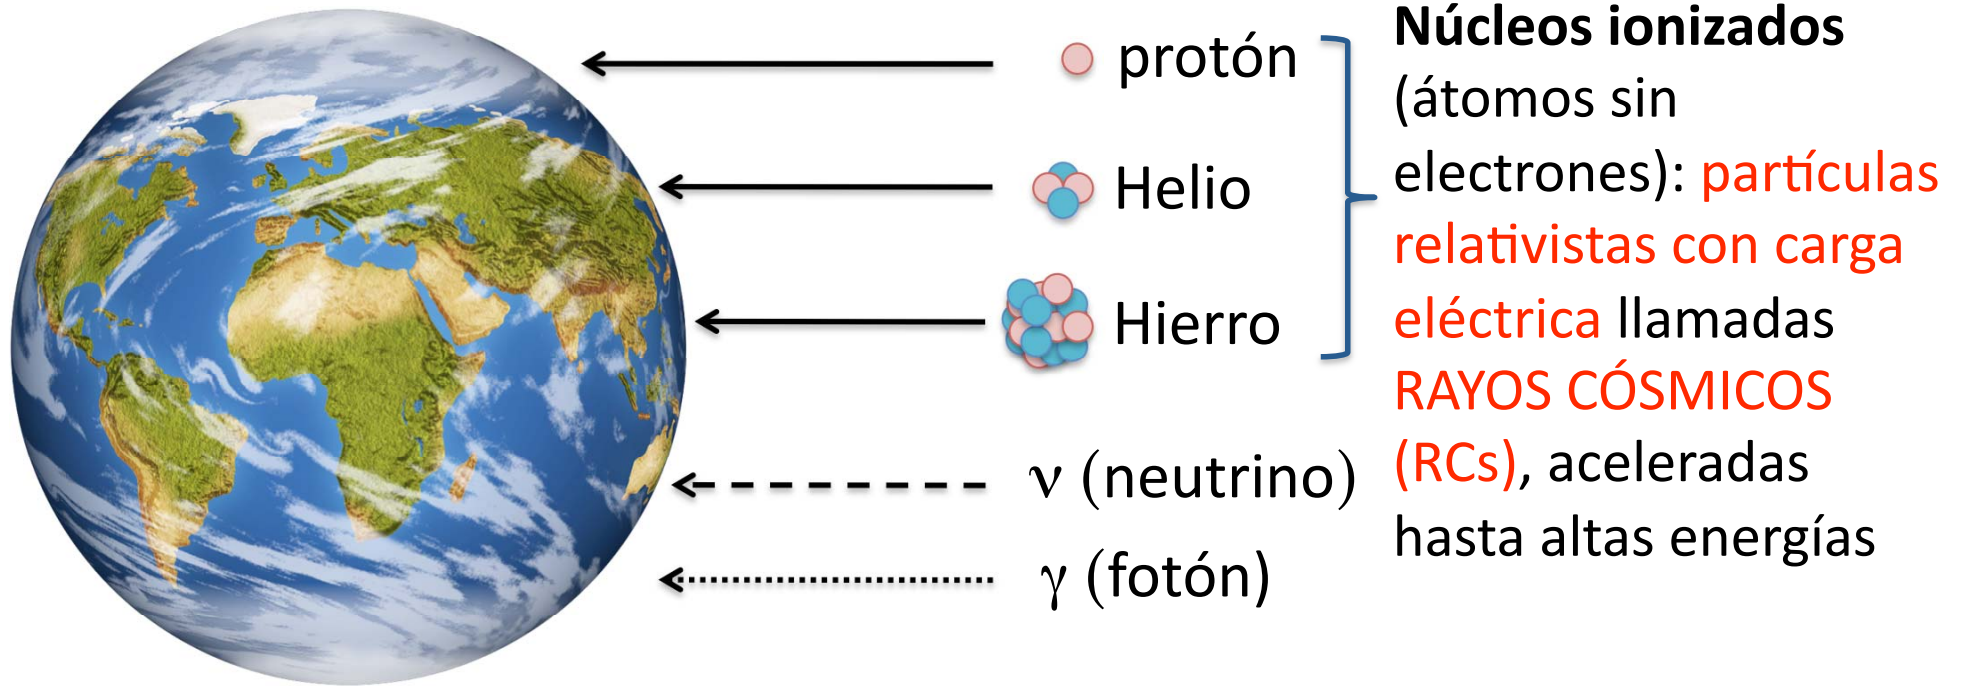 protón
Helio
Hierro
ν (neutrino)
γ (fotón)
Núcleos ionizados
(átomos sin
electrones): partículas
relativistas con carga
eléctrica llamadas
RAYOS CÓSMICOS
(RCs), aceleradas
hasta altas energías